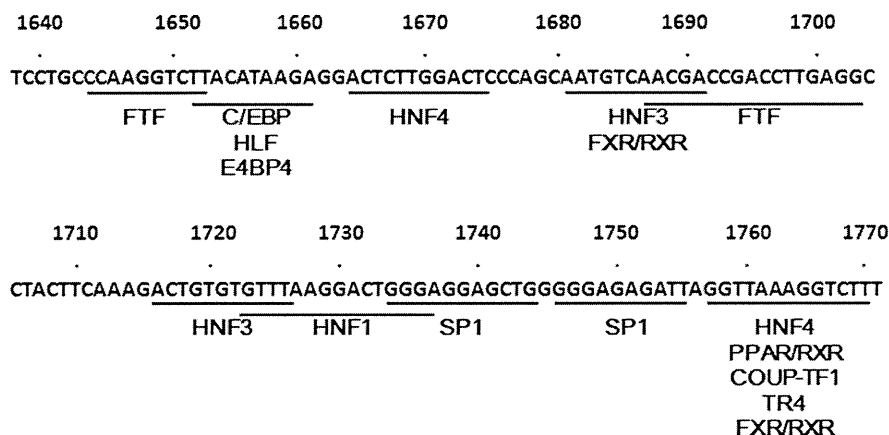 1640 1650 1660 1670 1680 1690 1700
TCCTGCCCAAGGTCTTACATAAGAGGACTCTTGGACTCCCAGCAATGTCAACGACCGACCTTGAGGC
FTF C/EBP HNF4 HNF3 FTF
HLF FXR/RXR
E4BP4
1710 1720 1730 1740 1750 1760 1770
CTACTTCAAAGACTGTGTGTTTAAGGACTGGGAGGAGCTGGGGGAGAGATTAGGTTAAAGGTCTTT
HNF3 HNF1 SP1 SP1 HNF4
PPAR/RXR
COUP-TF1
TR4
FXR/RXR